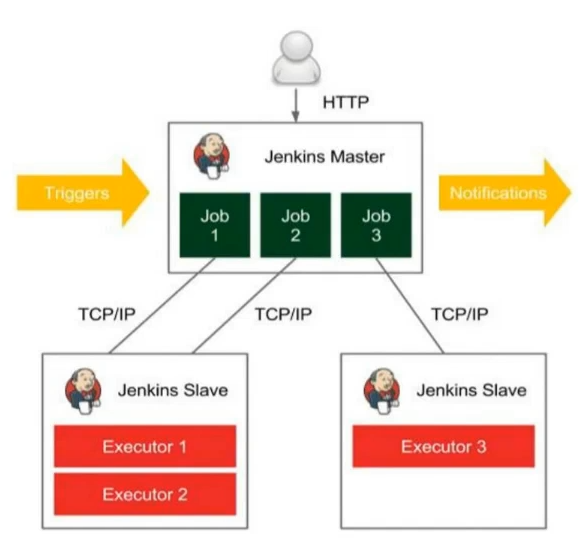 HTTP
Jenkins Master
Triggers
Notifications
Job
1
Job
2
Job
3
TCP/IP
TCP/IP
TCP/IP
Jenkins Slave
Executor 1
Executor 2
Jenkins Slave
Executor 3